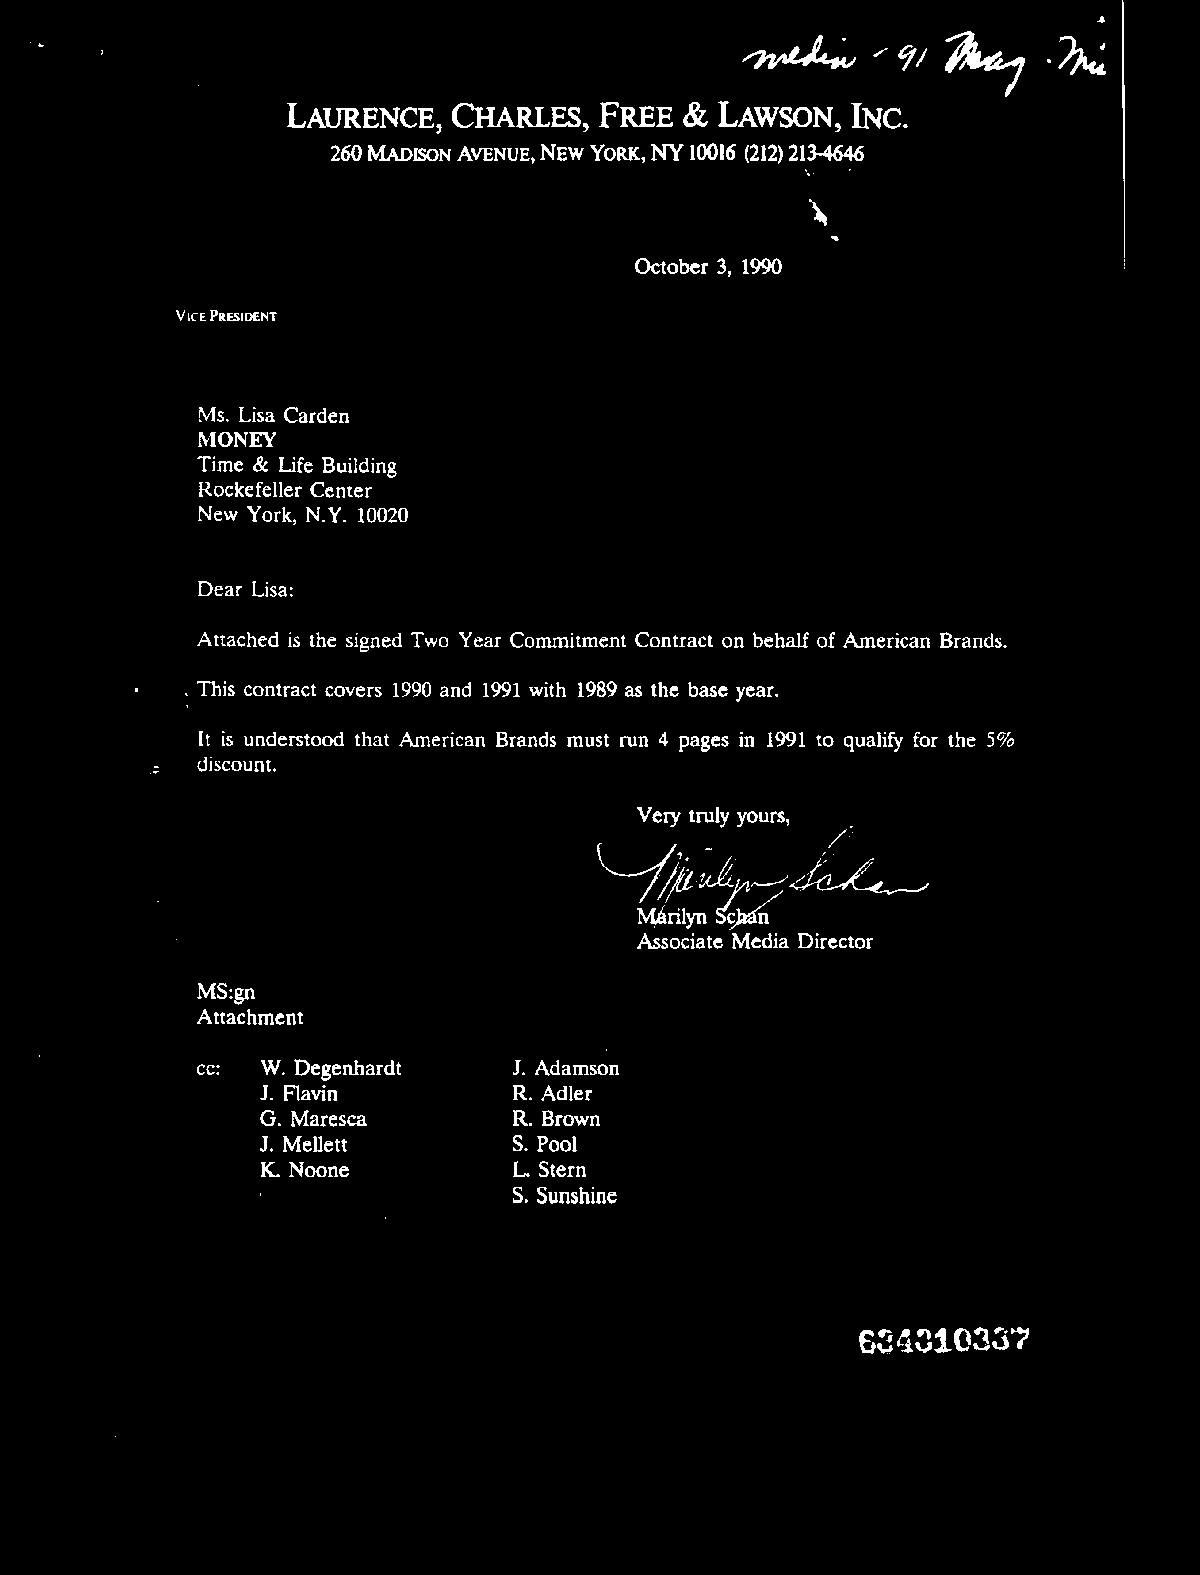 media - 91 Mag.
LAURENCE, CHARLES, FREE & LAWSON, INC.
260 MADISON AVENUE, NEW YORK, NY 10016 (212) 213-4646
October 3, 1990
VICE PRESIDENT
Ms. Lisa Carden
MONEY
Time & Life Building
Rockefeller Center
New York, N.Y. 10020
Dear Lisa:
Attached is the signed Two Year Commitment Contract on behalf of American Brands.
This contract covers 1990 and 1991 with 1989 as the base year.
It is understood that American Brands must run 4 pages in 1991 to qualify for the 5%
discount.
Very truly yours,
Marilyn Schan
Marilyn Schan
Associate Media Director
MS:gn
Attachment
cc: W. Degenhardt J. Adamson
J. Flavin R. Adler
G. Maresca R. Brown
J. Mellett S. Pool
K. Noone L. Stern
S. Sunshine